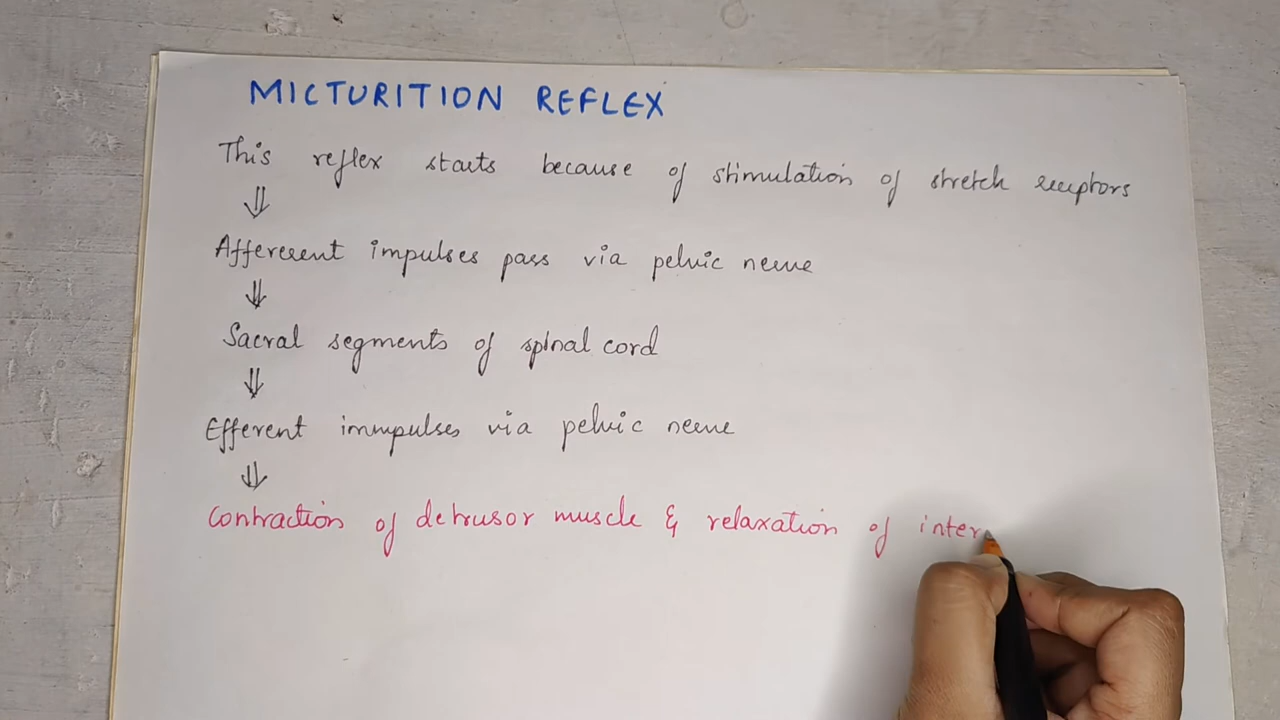 MICTURITION REFLEX
This reflex starts because of stimulation of stretch receptors
⇓
Afferent impulses pass via pelvic nerve
⇓
Sacral segments of spinal cord
⇓
Efferent immpulses via pelvic nerve
⇓
Contraction of detrusor muscle & relaxation of inter